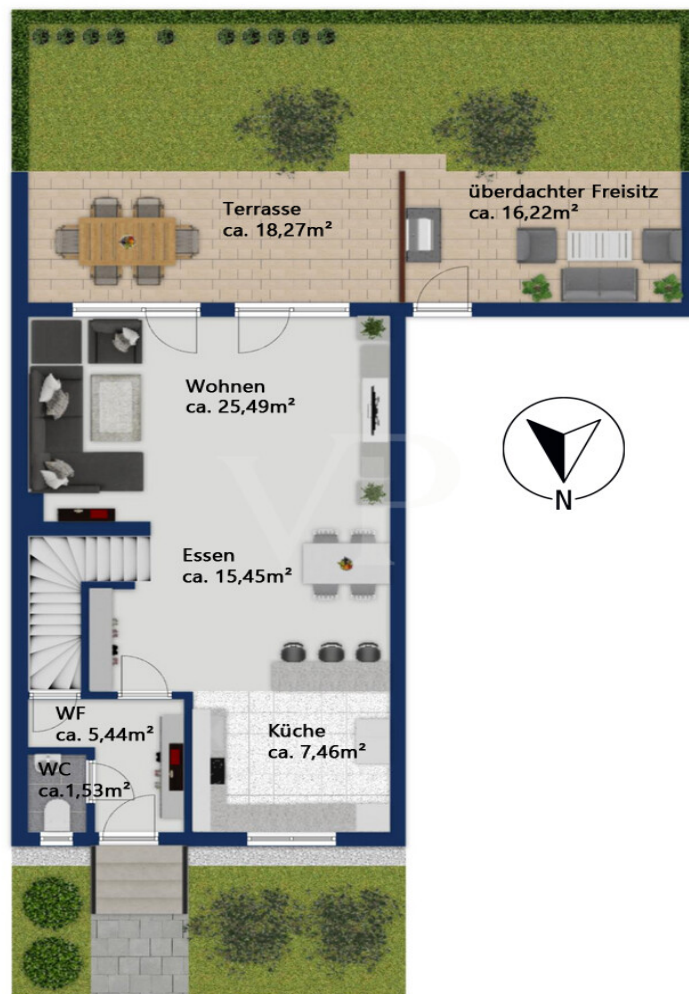 Terrasse
ca. 18,27m²
überdachter Freisitz
ca. 16,22m²
Wohnen
ca. 25,49m²
VP
N
Essen
ca. 15,45m²
WF
ca. 5,44m²
Küche
ca. 7,46m²
WC
ca.1,53m²